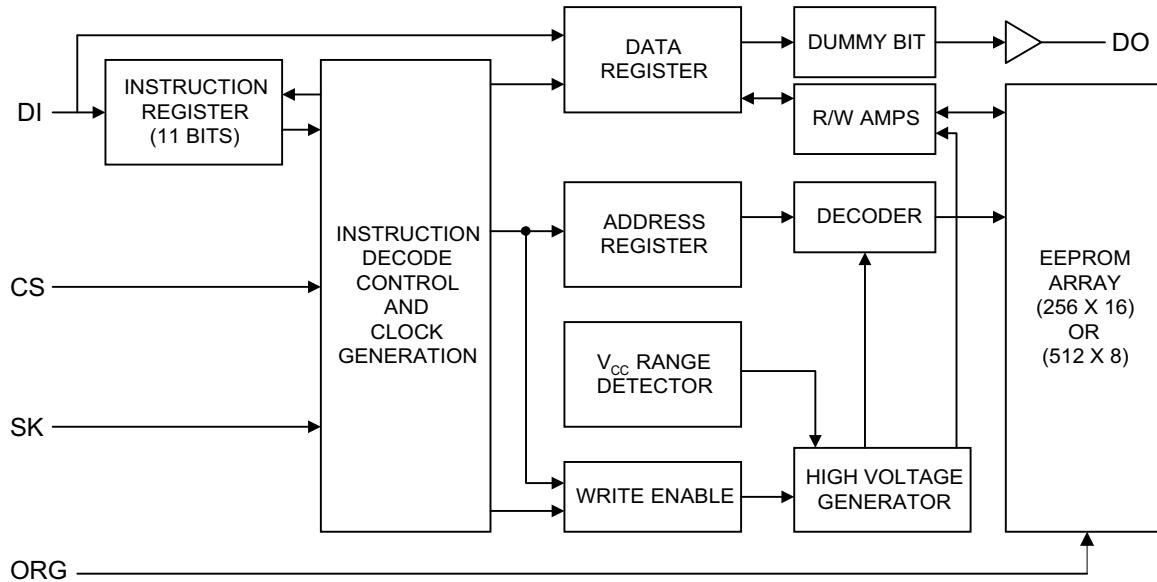 DATA
REGISTER
DUMMY BIT
DO
DI
INSTRUCTION
REGISTER
(11 BITS)
R/W AMPS
INSTRUCTION
DECODE
CONTROL
AND
CLOCK
GENERATION
ADDRESS
REGISTER
DECODER
EEPROM
ARRAY
(256 X 16)
OR
(512 X 8)
CS
VCC RANGE
DETECTOR
SK
WRITE ENABLE
HIGH VOLTAGE
GENERATOR
ORG